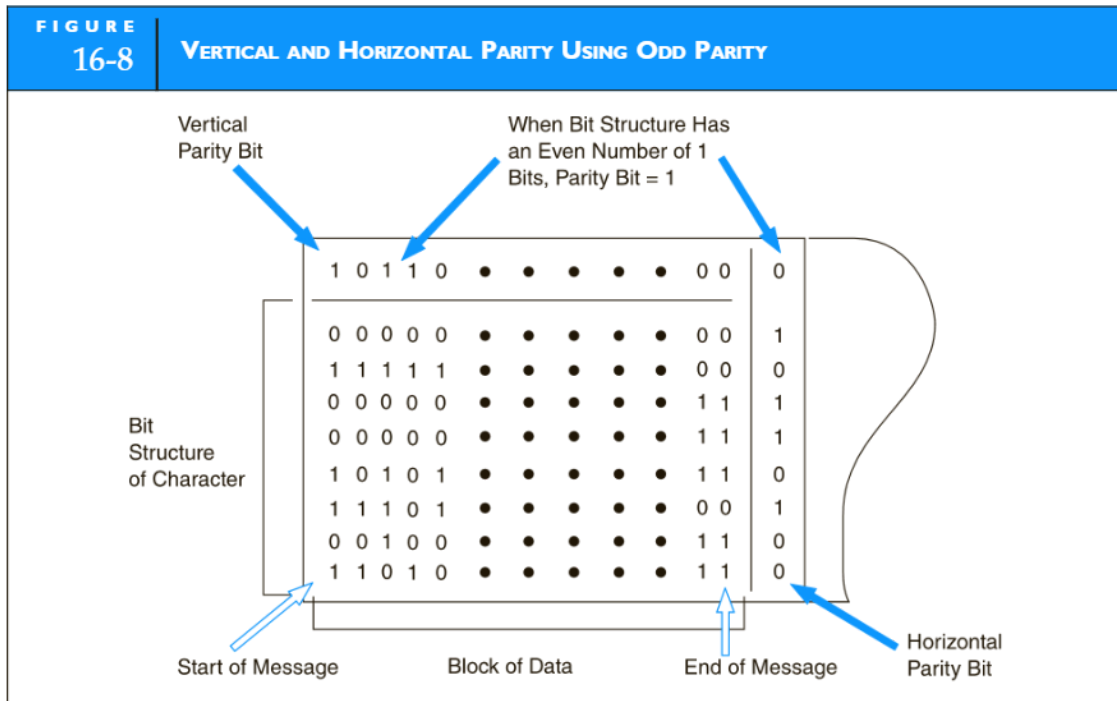 FIGURE
16-8
VERTICAL AND HORIZONTAL PARITY USING ODD PARITY
Vertical
Parity Bit
When Bit Structure Has
an Even Number of 1
Bits, Parity Bit = 1
1 0 1 1 0 • • • • • 0 0 0
0 0 0 0 0 • • • • • 0 0 1
1 1 1 1 1 • • • • • 0 0 0
0 0 0 0 0 • • • • • 1 1 1
0 0 0 0 0 • • • • • 1 1 1
1 0 1 0 1 • • • • • 1 1 0
1 1 1 0 1 • • • • • 0 0 1
0 0 1 0 0 • • • • • 1 1 0
1 1 0 1 0 • • • • • 1 1 0
Bit
Structure
of Character
Start of Message
Block of Data
End of Message
Horizontal
Parity Bit